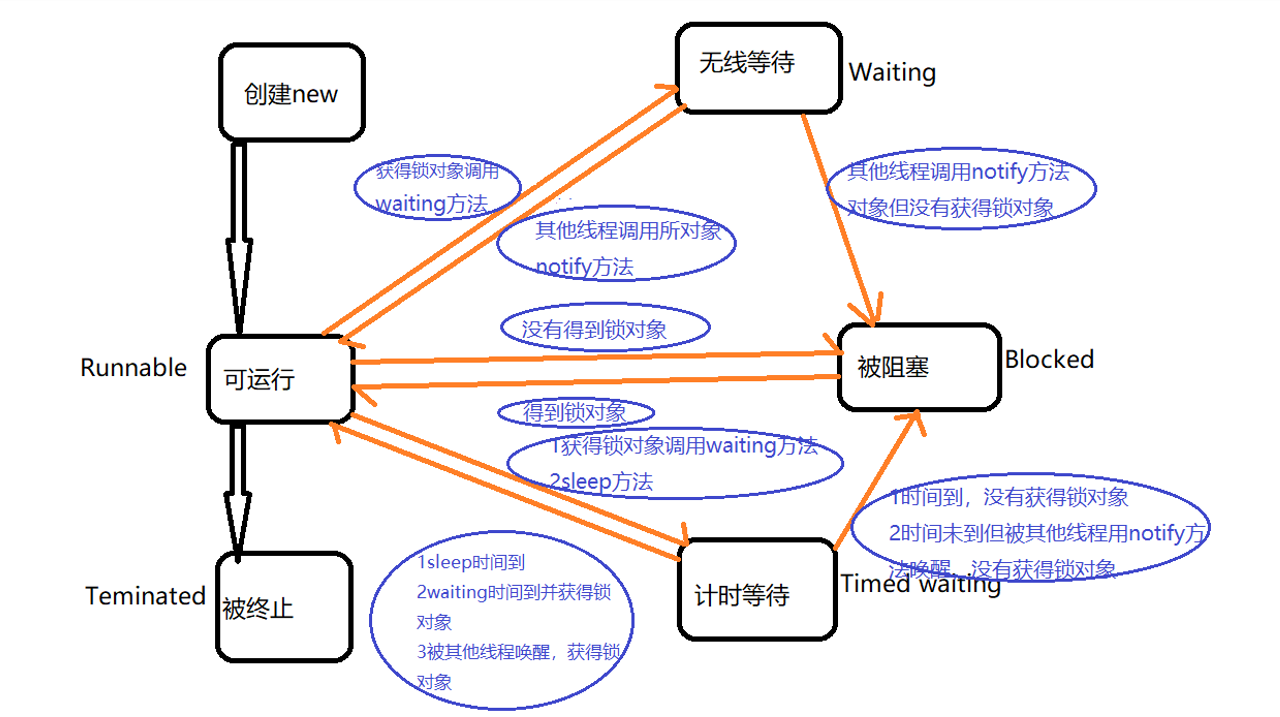 创建new
无线等待
Waiting
获得锁对象调用
waiting方法
其他线程调用所对象
notify方法
其他线程调用notify方法
对象但没有获得锁对象
没有得到锁对象
Runnable
可运行
被阻塞
Blocked
得到锁对象
1获得锁对象调用waiting方法
2sleep方法
1时间到，没有获得锁对象
2时间未到但被其他线程用notify方
法唤醒，没有获得锁对象
1sleep时间到
2waiting时间到并获得锁
对象
3被其他线程唤醒，获得锁
对象
计时等待
Timed waiting
Teminated
被终止